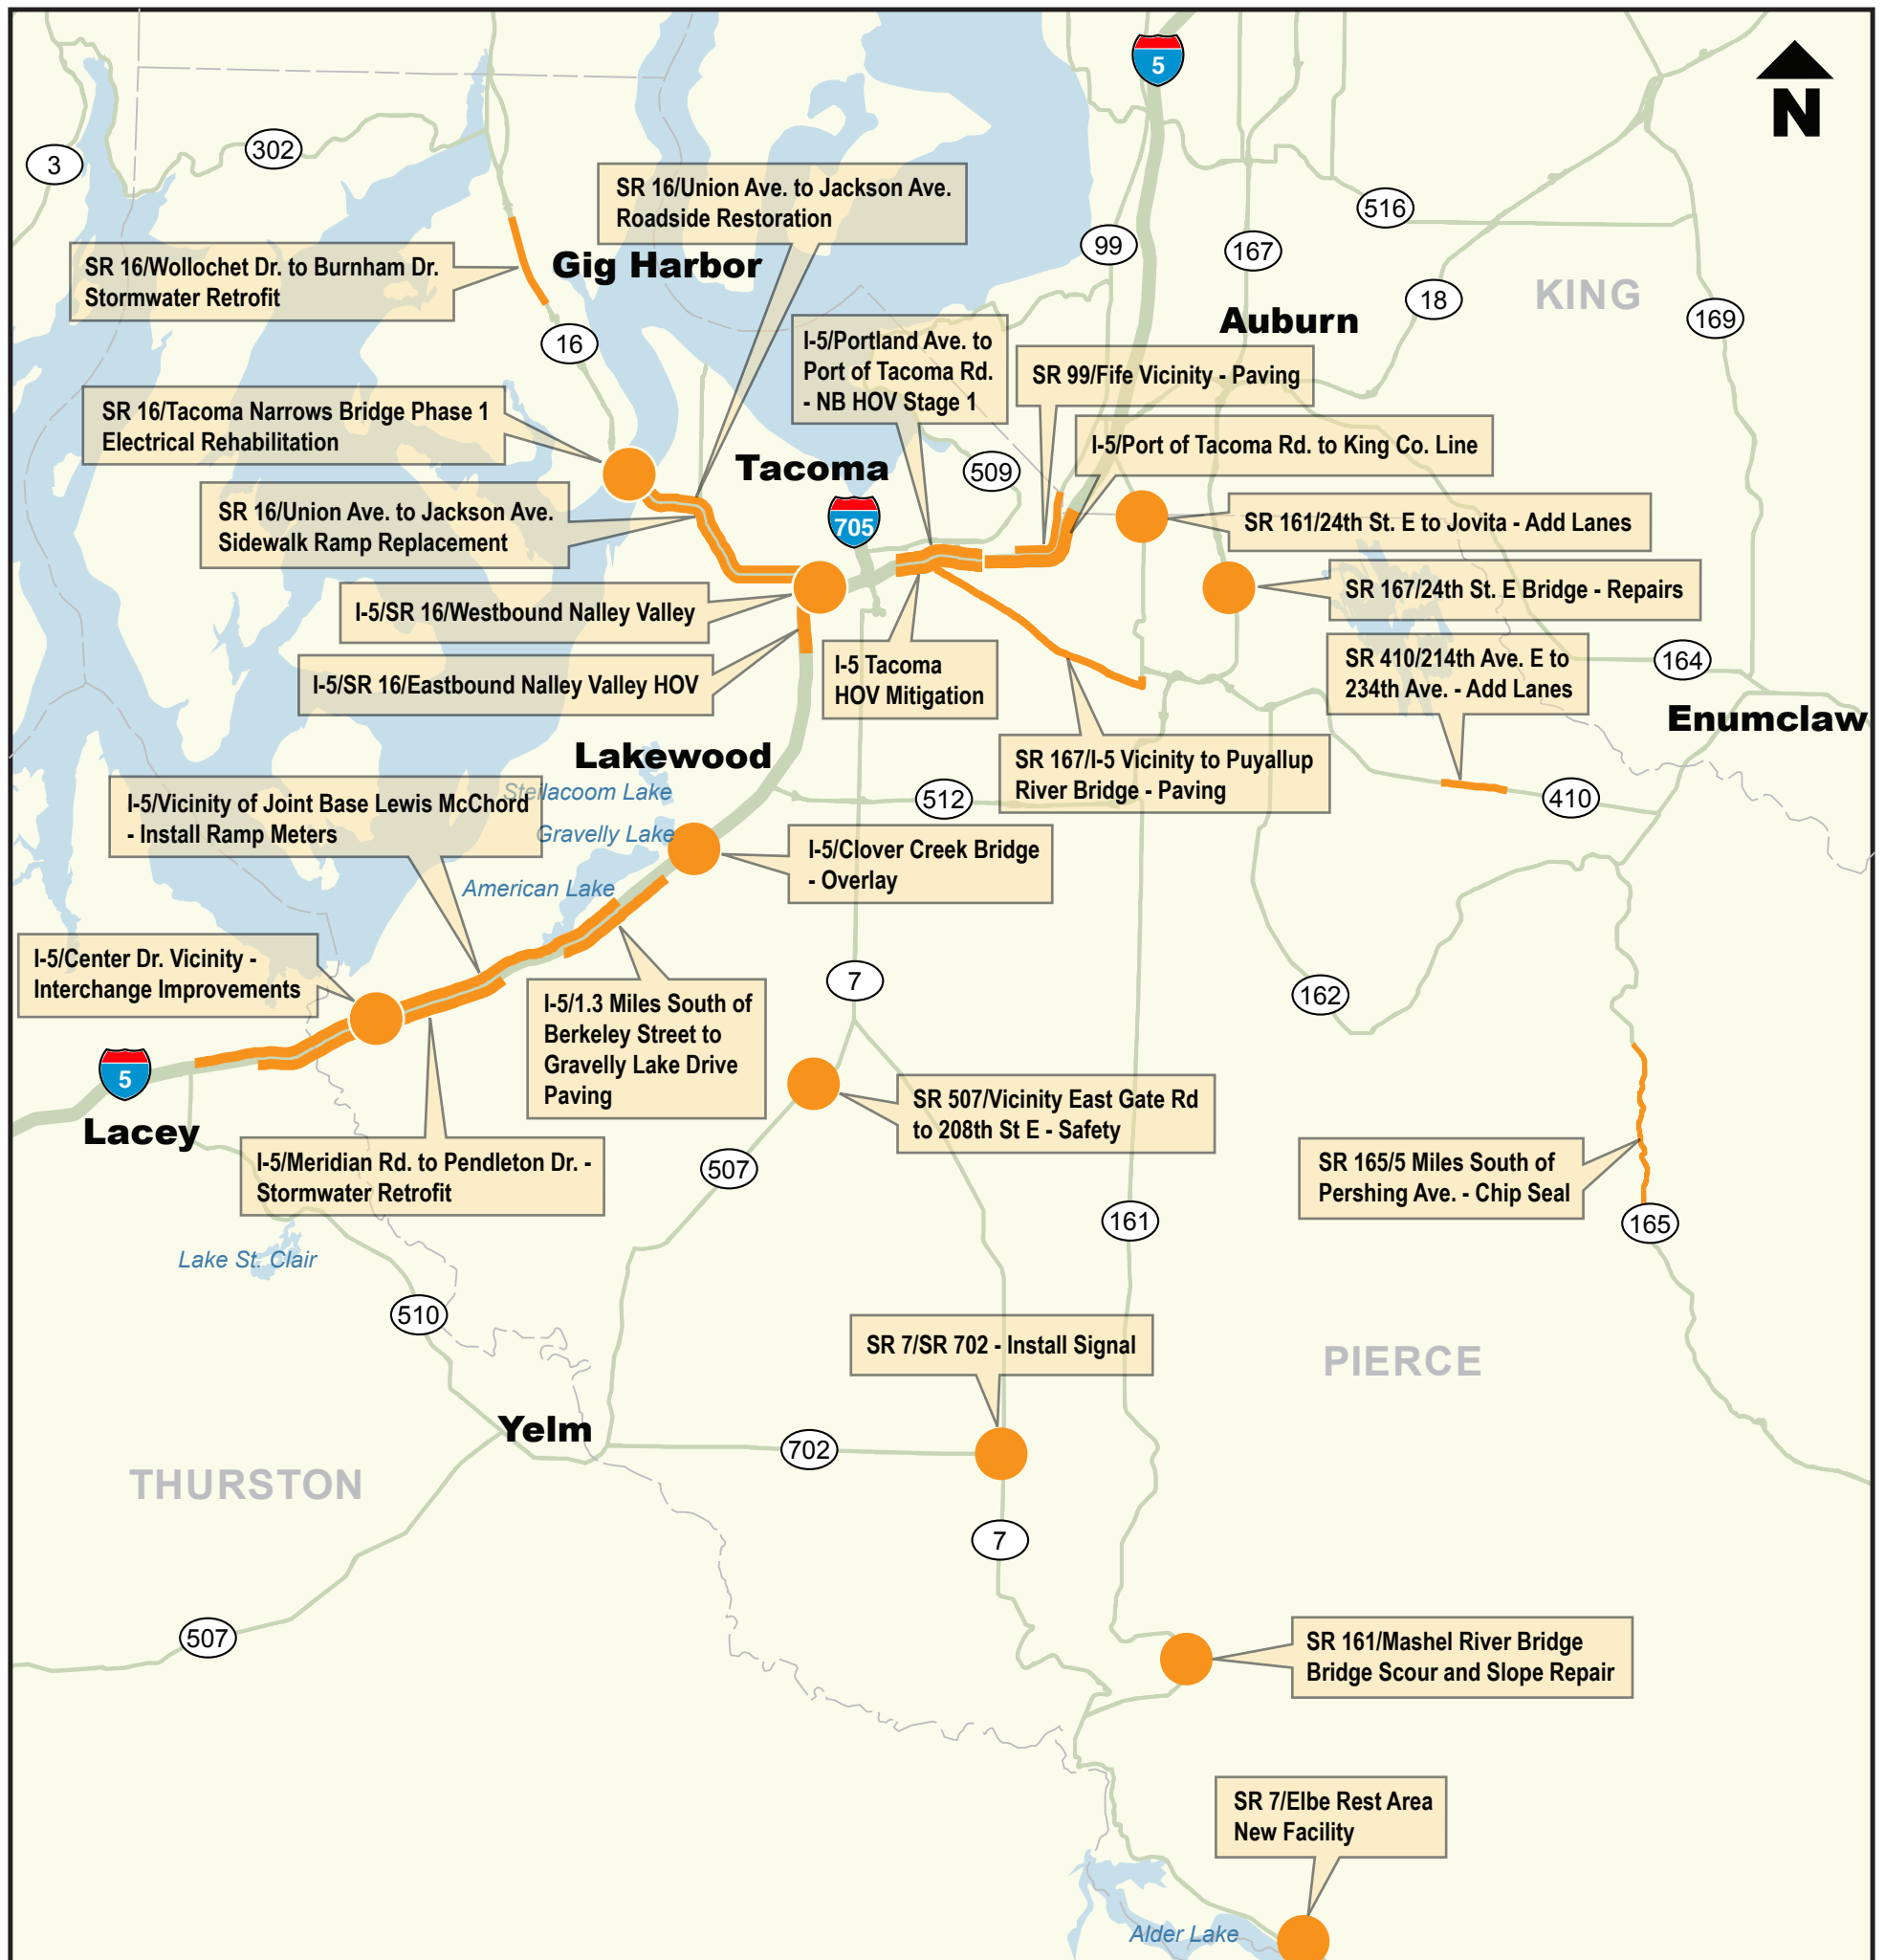 5
N
3
302
SR 16/Union Ave. to Jackson Ave.
Roadside Restoration
516
99
167
SR 16/Wollochet Dr. to Burnham Dr.
Stormwater Retrofit
Gig Harbor
KING
18
169
Auburn
16
I-5/Portland Ave. to
Port of Tacoma Rd.
- NB HOV Stage 1
SR 99/Fife Vicinity - Paving
SR 16/Tacoma Narrows Bridge Phase 1
Electrical Rehabilitation
I-5/Port of Tacoma Rd. to King Co. Line
Tacoma
509
705
SR 16/Union Ave. to Jackson Ave.
Sidewalk Ramp Replacement
SR 161/24th St. E to Jovita - Add Lanes
SR 167/24th St. E Bridge - Repairs
I-5/SR 16/Westbound Nalley Valley
I-5/SR 16/Eastbound Nalley Valley HOV
I-5 Tacoma
HOV Mitigation
SR 410/214th Ave. E to
234th Ave. - Add Lanes
164
Enumclaw
Lakewood
SR 167/I-5 Vicinity to Puyallup
River Bridge - Paving
Steilacoom Lake
I-5/Vicinity of Joint Base Lewis McChord
- Install Ramp Meters
512
410
Gravelly Lake
I-5/Clover Creek Bridge
- Overlay
American Lake
I-5/Center Dr. Vicinity -
Interchange Improvements
7
162
I-5/1.3 Miles South of
Berkeley Street to
Gravelly Lake Drive
Paving
5
SR 507/Vicinity East Gate Rd
to 208th St E - Safety
Lacey
I-5/Meridian Rd. to Pendleton Dr. -
Stormwater Retrofit
507
SR 165/5 Miles South of
Pershing Ave. - Chip Seal
161
165
Lake St. Clair
510
SR 7/SR 702 - Install Signal
PIERCE
Yelm
702
THURSTON
7
507
SR 161/Mashel River Bridge
Bridge Scour and Slope Repair
SR 7/Elbe Rest Area
New Facility
Alder Lake